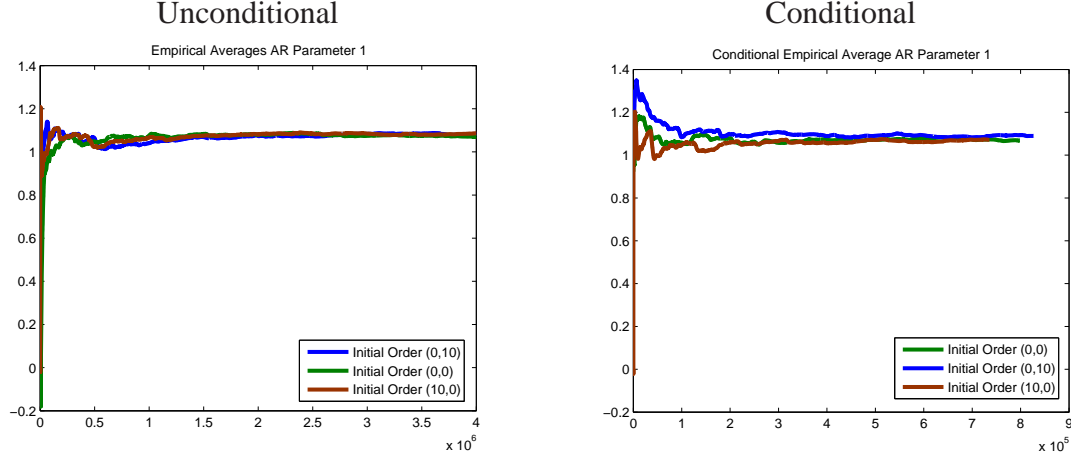 Unconditional
Empirical Averages AR Parameter 1
1.4
1.2
1
0.8
0.6
0.4
0.2
0
−0.2
0 0.5 1 1.5 2 2.5 3 3.5 4
x 10^6
Initial Order (0,10)
Initial Order (0,0)
Initial Order (10,0)
Conditional
Conditional Empirical Average AR Parameter 1
1.4
1.2
1
0.8
0.6
0.4
0.2
0
−0.2
0 1 2 3 4 5 6 7 8 9
x 10^5
Initial Order (0,0)
Initial Order (0,10)
Initial Order (10,0)